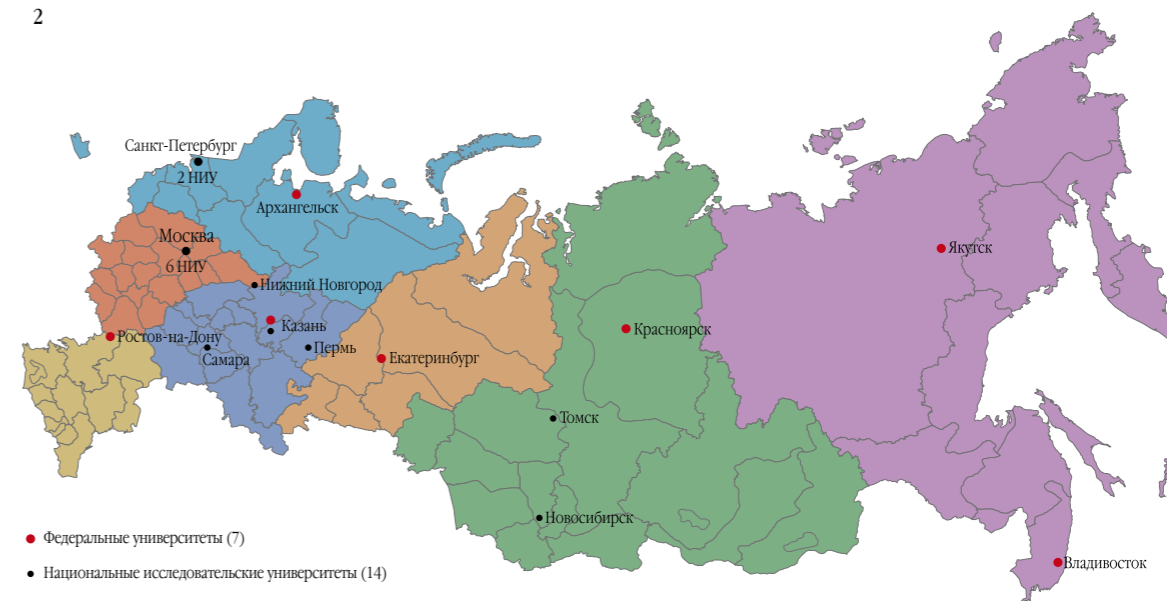 2
Санкт-Петербург
2 НИУ
Архангельск
Москва
6 НИУ
Якутск
Нижний Новгород
Казань
Красноярск
Ростов-на-Дону
Самара
Пермь
Екатеринбург
Томск
Новосибирск
Федеральные университеты (7)
Владивосток
Национальные исследовательские университеты (14)